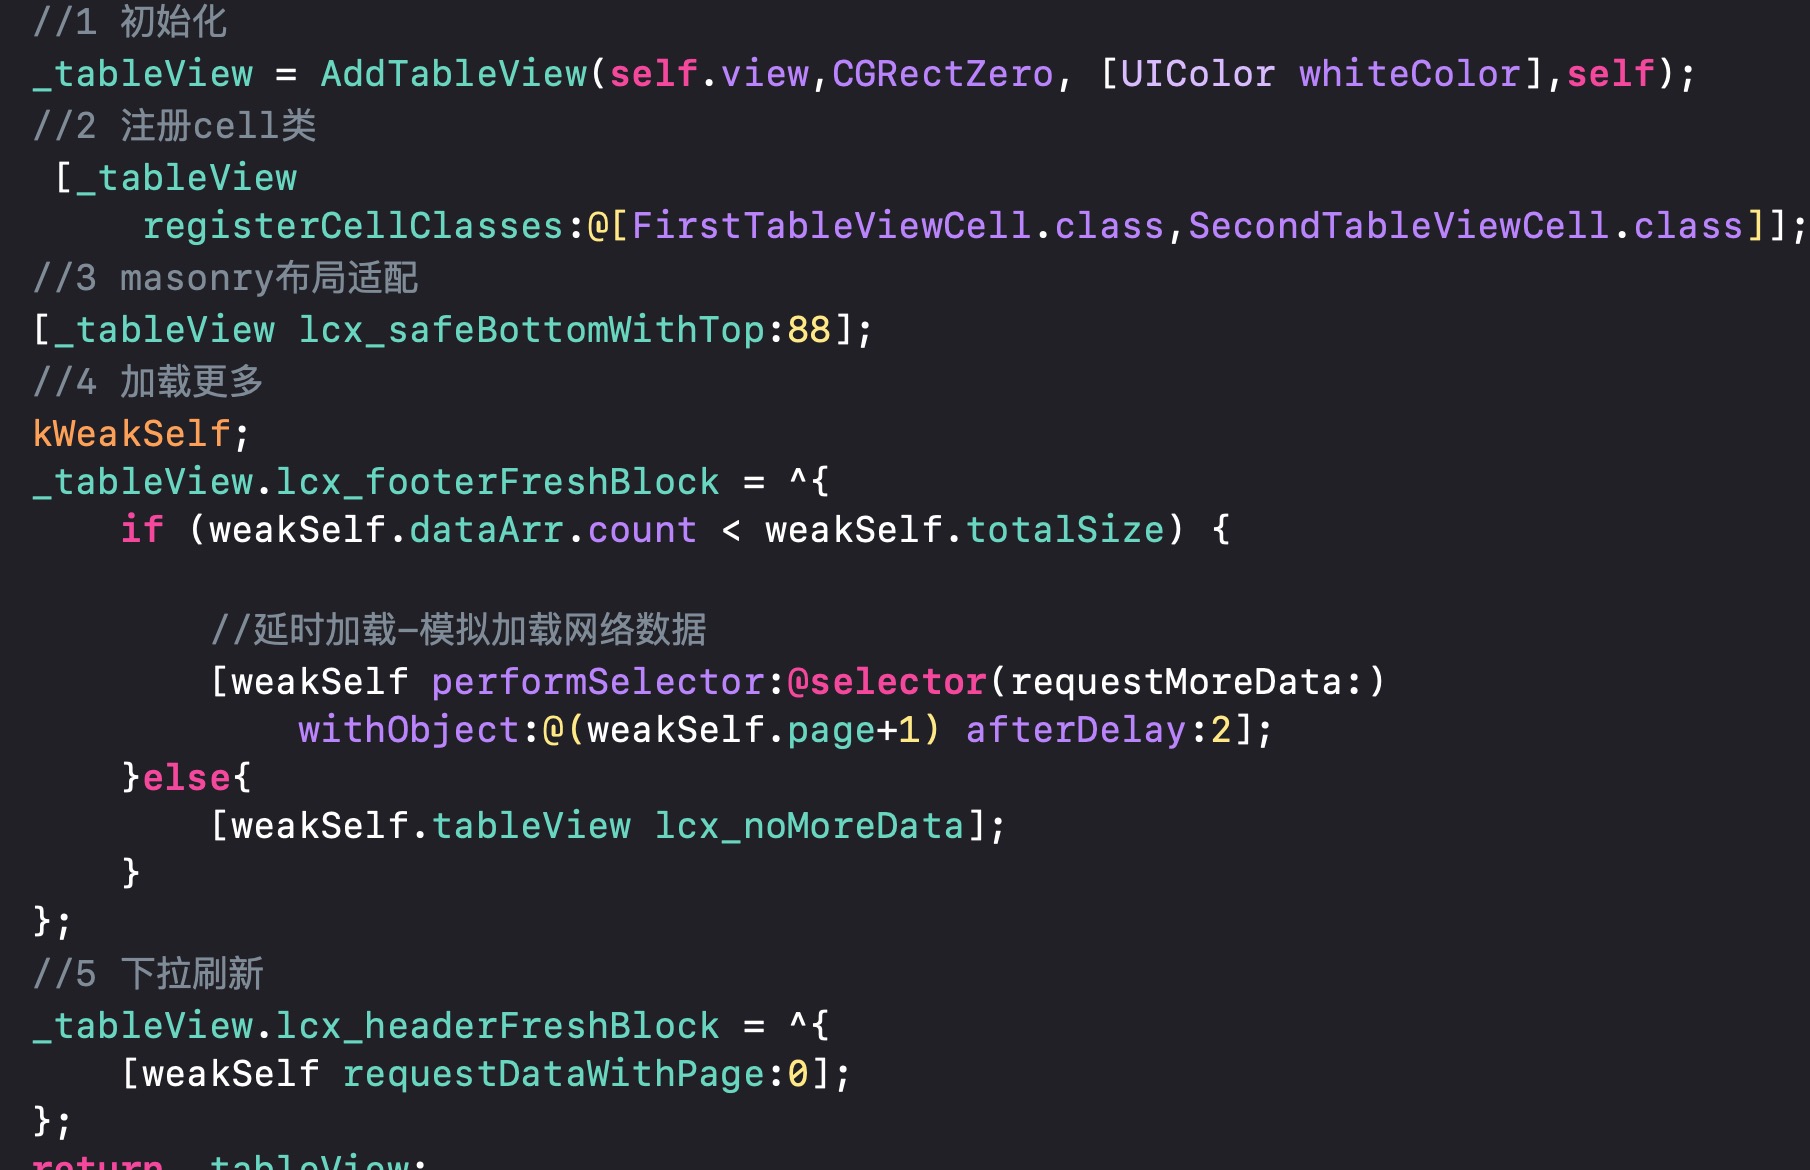 //1 初始化
_tableView = AddTableView(self.view,CGRectZero, [UIColor whiteColor],self);
//2 注册cell类
[_tableView
registerCellClasses:@[FirstTableViewCell.class,SecondTableViewCell.class]];
//3 masonry布局适配
[_tableView lcx_safeBottomWithTop:88];
//4 加载更多
kWeakSelf;
_tableView.lcx_footerFreshBlock = ^{
if (weakSelf.dataArr.count < weakSelf.totalSize) {
//延时加载—模拟加载网络数据
[weakSelf performSelector:@selector(requestMoreData:)
withObject:@(weakSelf.page+1) afterDelay:2];
}else{
[weakSelf.tableView lcx_noMoreData];
}
};
//5 下拉刷新
_tableView.lcx_headerFreshBlock = ^{
[weakSelf requestDataWithPage:0];
};
return _tableView;